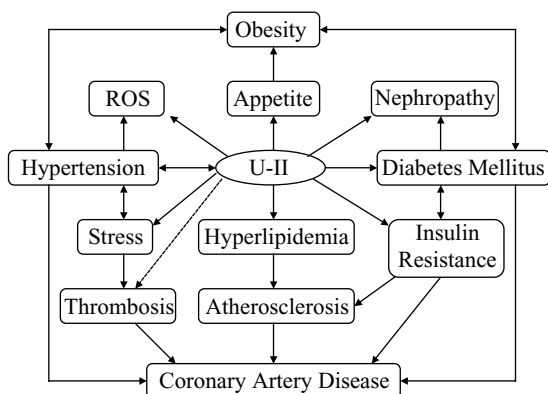 Obesity
ROS
Appetite
Nephropathy
Hypertension
U-II
Diabetes Mellitus
Stress
Hyperlipidemia
Insulin
Resistance
Thrombosis
Atherosclerosis
Coronary Artery Disease